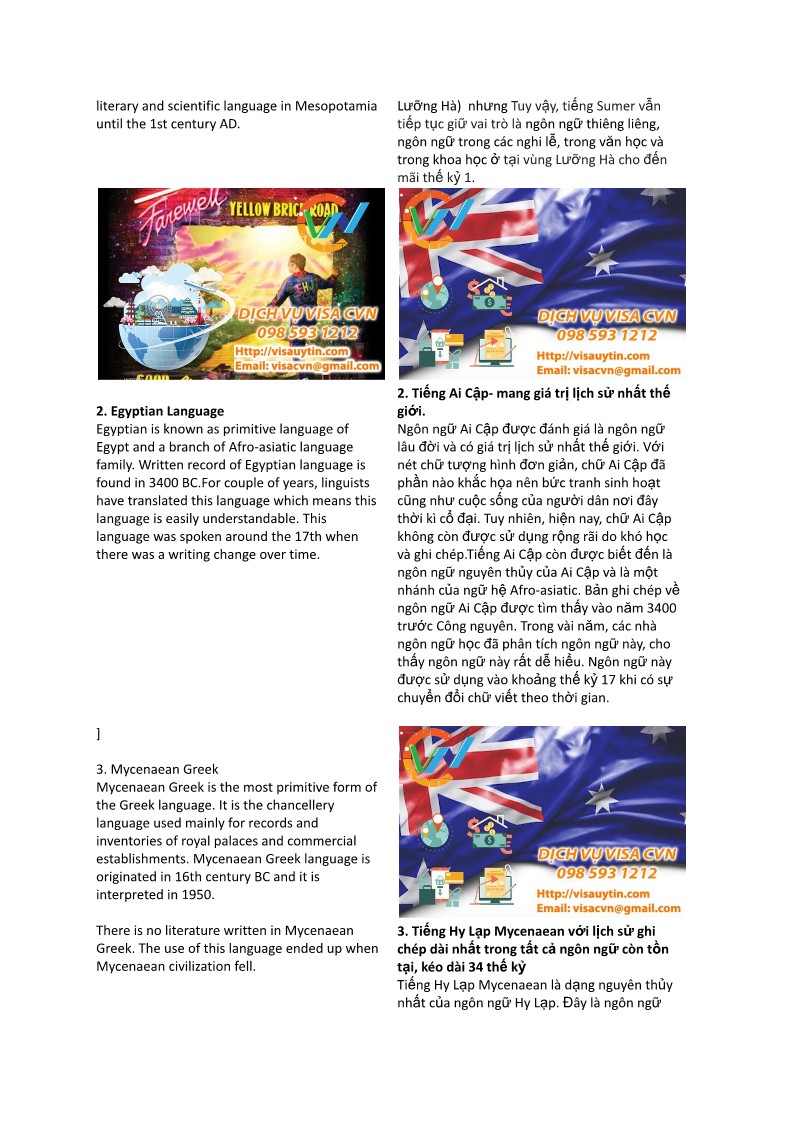 literary and scientific language in Mesopotamia
until the 1st century AD.
Lưỡng Hà)  nhưng Tuy vậy, tiếng Sumer vẫn
tiếp tục giữ vai trò là ngôn ngữ thiêng liêng,
ngôn ngữ trong các nghi lễ, trong văn học và
trong khoa học ở tại vùng Lưỡng Hà cho đến
mãi thế kỷ 1.
Farewell
YELLOW BRICK ROAD
EHJ
DỊCH VỤ VISA CVN
098 593 1212
Http://visauytin.com
Email: visacvn@gmail.com
DỊCH VỤ VISA CVN
098 593 1212
Http://visauytin.com
Email: visacvn@gmail.com
2. Egyptian Language
Egyptian is known as primitive language of
Egypt and a branch of Afro-asiatic language
family. Written record of Egyptian language is
found in 3400 BC.For couple of years, linguists
have translated this language which means this
language is easily understandable. This
language was spoken around the 17th when
there was a writing change over time.
2. Tiếng Ai Cập- mang giá trị lịch sử nhất thế
giới.
Ngôn ngữ Ai Cập được đánh giá là ngôn ngữ
lâu đời và có giá trị lịch sử nhất thế giới. Với
nét chữ tượng hình đơn giản, chữ Ai Cập đã
phần nào khắc họa nên bức tranh sinh hoạt
cũng như cuộc sống của người dân nơi đây
thời kì cổ đại. Tuy nhiên, hiện nay, chữ Ai Cập
không còn được sử dụng rộng rãi do khó học
và ghi chép.Tiếng Ai Cập còn được biết đến là
ngôn ngữ nguyên thủy của Ai Cập và là một
nhánh của ngữ hệ Afro-asiatic. Bản ghi chép về
ngôn ngữ Ai Cập được tìm thấy vào năm 3400
trước Công nguyên. Trong vài năm, các nhà
ngôn ngữ học đã phân tích ngôn ngữ này, cho
thấy ngôn ngữ này rất dễ hiểu. Ngôn ngữ này
được sử dụng vào khoảng thế kỷ 17 khi có sự
chuyển đổi chữ viết theo thời gian.
]
3. Mycenaean Greek
Mycenaean Greek is the most primitive form of
the Greek language. It is the chancellery
language used mainly for records and
inventories of royal palaces and commercial
establishments. Mycenaean Greek language is
originated in 16th century BC and it is
interpreted in 1950.
There is no literature written in Mycenaean
Greek. The use of this language ended up when
Mycenaean civilization fell.
DỊCH VỤ VISA CVN
098 593 1212
Http://visauytin.com
Email: visacvn@gmail.com
3. Tiếng Hy Lạp Mycenaean với lịch sử ghi
chép dài nhất trong tất cả ngôn ngữ còn tồn
tại, kéo dài 34 thế kỷ
Tiếng Hy Lạp Mycenaean là dạng nguyên thủy
nhất của ngôn ngữ Hy Lạp. Đây là ngôn ngữ